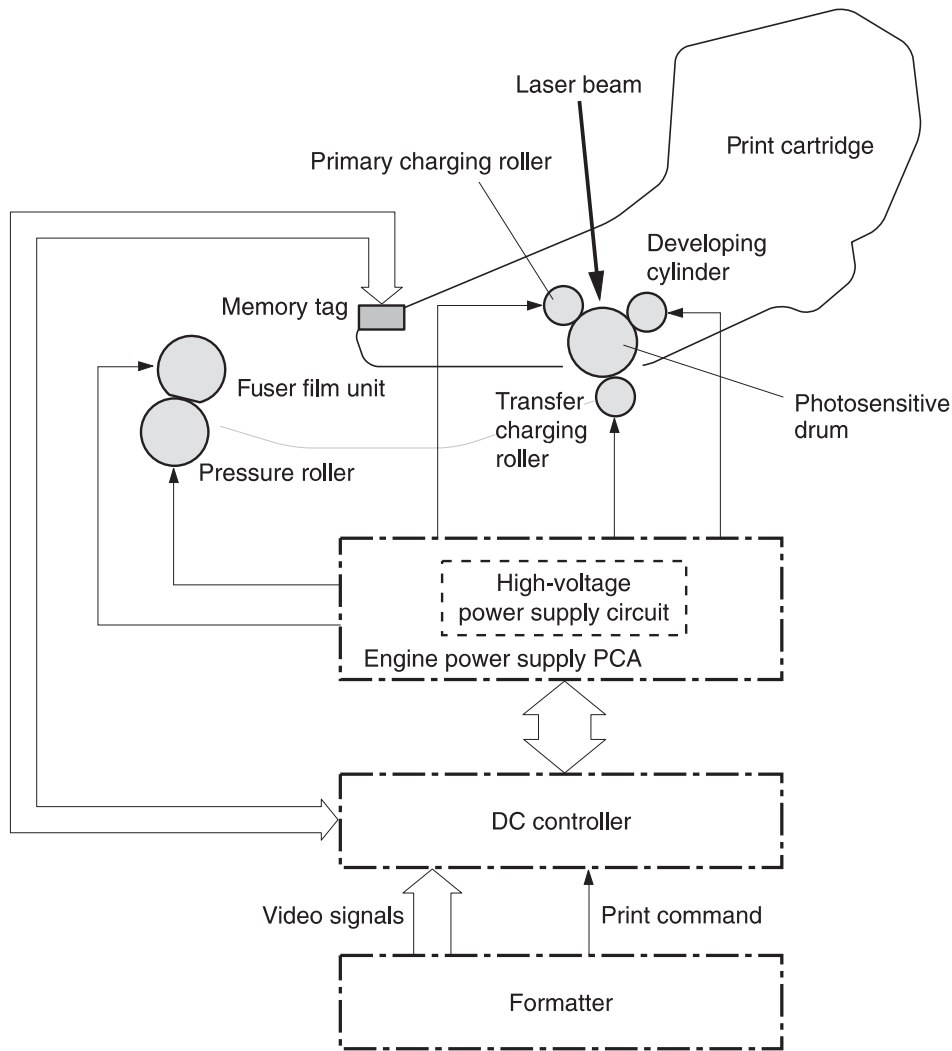 Laser beam
Print cartridge
Primary charging roller
Developing
cylinder
Memory tag
Fuser film unit
Transfer
charging
roller
Photosensitive
drum
Pressure roller
High-voltage
power supply circuit
Engine power supply PCA
DC controller
Video signals
Print command
Formatter